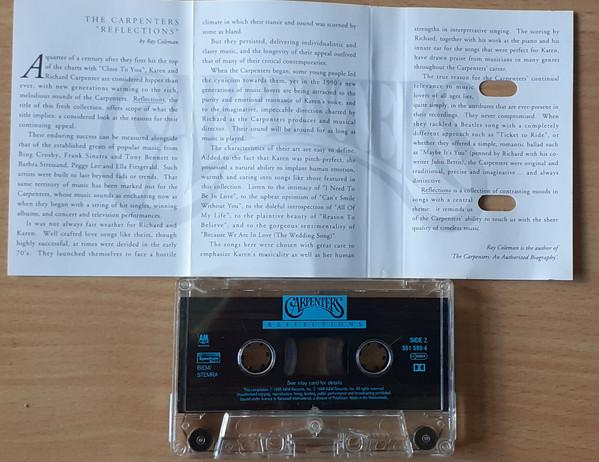 THE CARPENTERS
"REFLECTIONS"
by Ray Coleman
A quarter of a century after they first hit the top
of the charts with "Close To You", Karen and
Richard Carpenter are considered hipper than
ever, with new generations warming to the rich,
melodious sounds of the Carpenters. Reflections, the
title of this fresh collection, offers scope of what the
title implies: a considered look at the reasons for their
continuing appeal.
Their enduring success can be measured alongside
that of the established greats of popular music, from
Bing Crosby, Frank Sinatra and Tony Bennett to
Barbra Streisand, Peggy Lee and Ella Fitzgerald. Such
artists were built to last beyond fads or trends. That
same territory of music has been marked out for the
Carpenters, whose music sounds as enchanting now as
when they began with a string of hit singles, winning
albums, and concert and television performances.
It was not always fair weather for Richard and
Karen. Well crafted love songs like theirs, though
highly successful, at times were derided in the early
70's. They launched themselves to face a hostile
climate in which their stance and sound was scorned by
some as bland.
But they persisted, delivering individualistic and
classy music, and the longevity of their appeal outlived
that of many of their critical contemporaries.
When the Carpenters began, some young people led
the cynicism towards them, yet in the 1990's new
generations of music lovers are being attracted to the
purity and emotional resonance of Karen's voice, and
to the imaginative, impeccable direction charted by
Richard as the Carpenters producer and musical
director. Their sound will be around for as long as
music is played.
The characteristics of their art are easy to define.
Added to the fact that Karen was pitch-perfect, she
possessed a natural ability to implant human emotion,
warmth and caring into songs like those featured in
this collection. Listen to the intimacy of "I Need To
Be In Love", to the upbeat optimism of "Can't Smile
Without You", to the doleful introspection of "All Of
My Life", to the plaintive beauty of "Reason To
Believe"; and to the gorgeous sentimentality of
"Because We Are In Love (The Wedding Song)".
The songs here were chosen with great care to
emphasize Karen's musicality as well as her human
strengths in interpreting. The scoring by
Richard, together with his work at the piano and his
innate ear for the songs that were perfect for Karen,
have drawn praise from musicians in many genres
throughout the Carpenters' career.
The true reason for the Carpenters' continual
relevance to music
lovers of all ages lies,
quite simply, in the attributes that are ever-present in
their recordings. They never compromised. When
they tackled a Beatles song with a completely
different approach such as "Ticket to Ride", or
whether they offered a simple, romantic ballad such
as "Maybe It's You" (penned by Richard with his co-
writer John Bettis), the Carpenters were original and
traditional, precise and imaginative ... and always
distinctive.
Reflections is a collection of contrasting moods in
songs with a central
theme: it reminds us
of the Carpenters' ability to touch us with the sheer
quality of timeless music.
Ray Coleman is the author of
'The Carpenters: An Authorized Biography'.
CARPENTERS
REFLECTIONS
A&M
SIDE 2
551 593-4
Spectrum
BIEM/
STEMRA
See inlay card for details